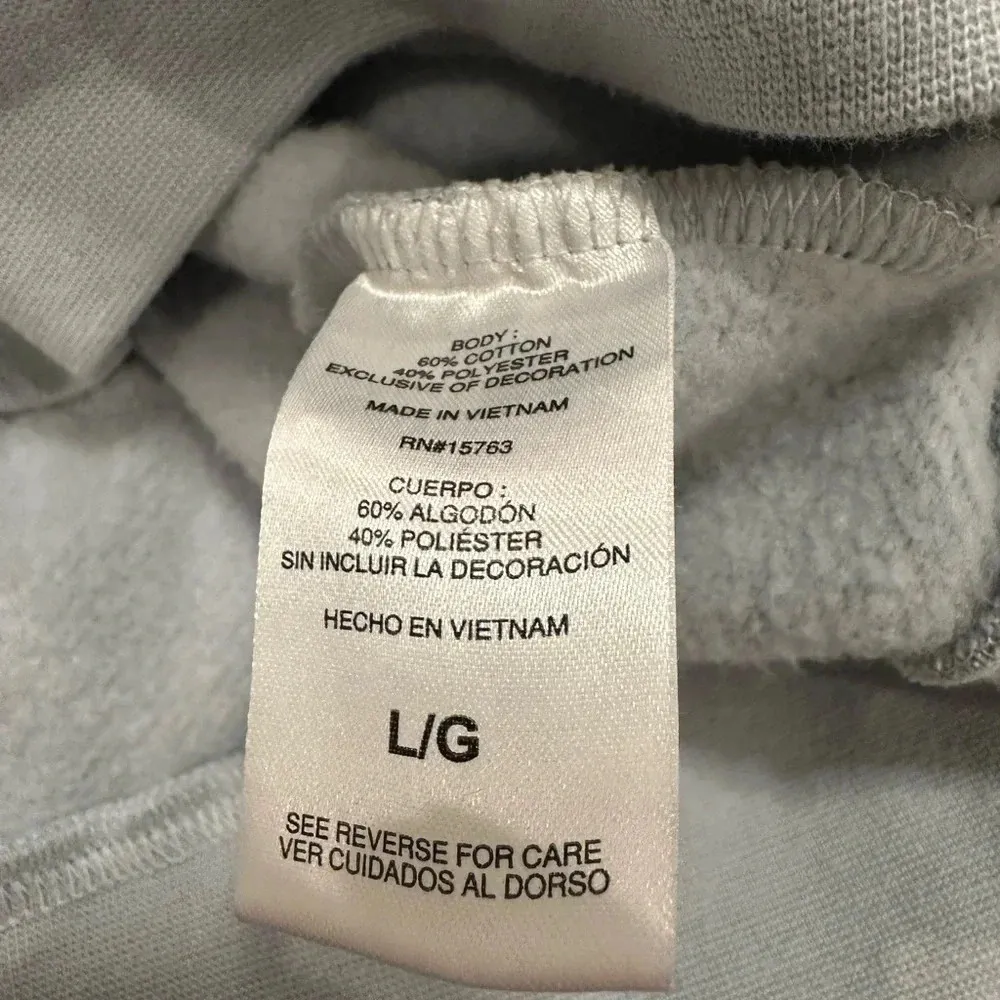 BODY :
60% COTTON
40% POLYESTER
EXCLUSIVE OF DECORATION
MADE IN VIETNAM
RN#15763
CUERPO :
60% ALGODÓN
40% POLIÉSTER
SIN INCLUIR LA DECORACIÓN
HECHO EN VIETNAM
L/G
SEE REVERSE FOR CARE
VER CUIDADOS AL DORSO